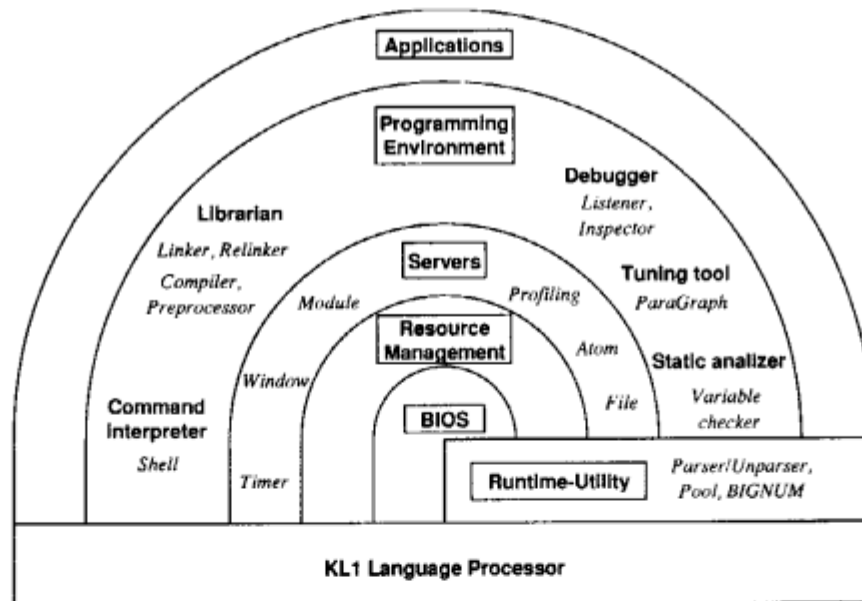 Applications
Programming
Environment
Debugger
Listener,
Inspector
Librarian
Linker, Relinker
Compiler,
Preprocessor
Servers
Tuning tool
ParaGraph
Module
Profiling
Resource
Management
Atom
Static analizer
Variable
checker
Window
File
Command
interpreter
Shell
BIOS
Timer
Runtime-Utility
Parser/Unparser,
Pool, BIGNUM
KL1 Language Processor